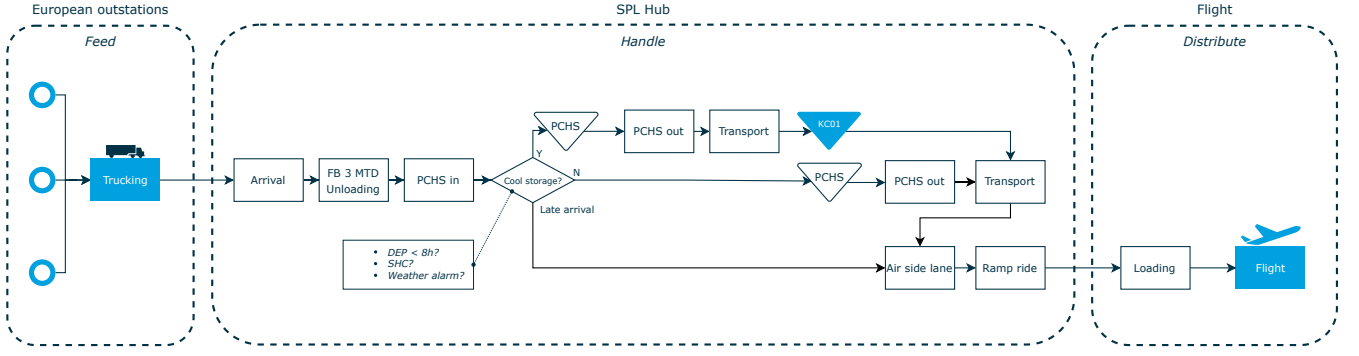 European outstations
SPL Hub
Flight
Feed
Handle
Distribute
PCHS
PCHS out
Transport
KC01
Y
Trucking
Arrival
FB 3 MTD
Unloading
PCHS in
Cool storage?
N
PCHS
PCHS out
Transport
Late arrival
• DEP < 8h?
• SHC?
• Weather alarm?
Air side lane
Ramp ride
Loading
Flight